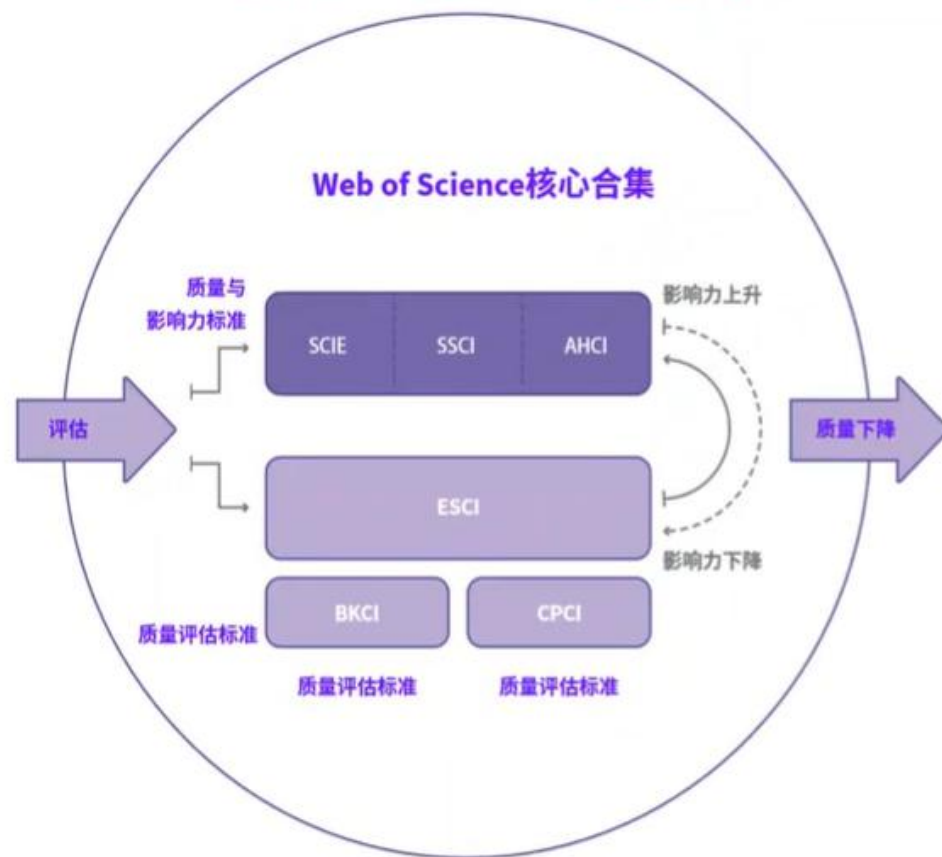 Web of Science核心合集
质量与
影响力标准
SCIE
SSCI
AHCI
影响力上升
评估
质量下降
ESCI
影响力下降
BKCI
CPCI
质量评估标准
质量评估标准
质量评估标准